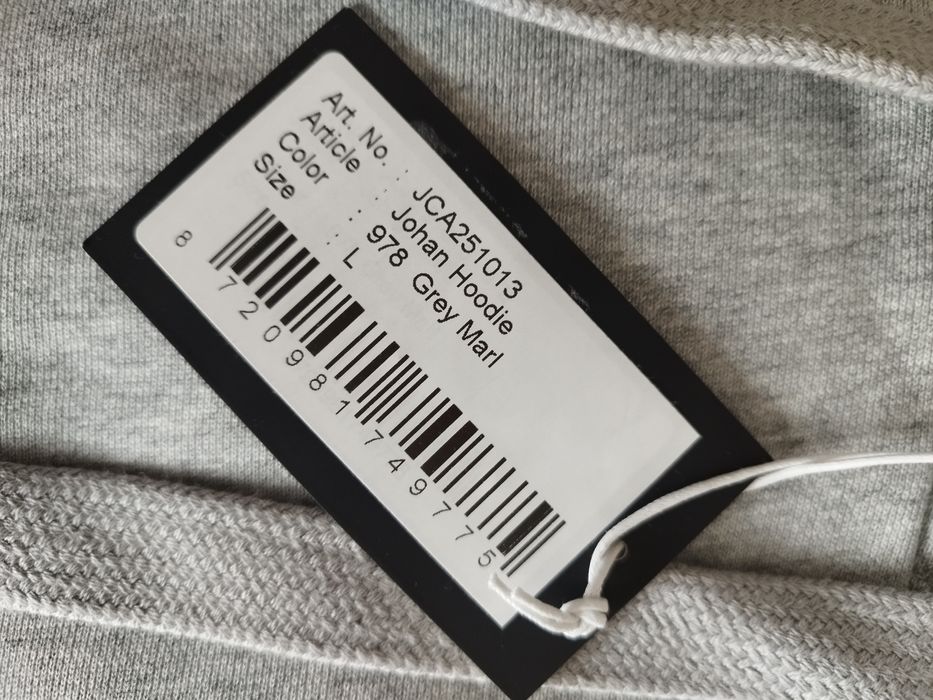 Art. No. : JCA251013
Article : Johan Hoodie
Color : 978 Grey Marl
Size : L
8 720981 749775